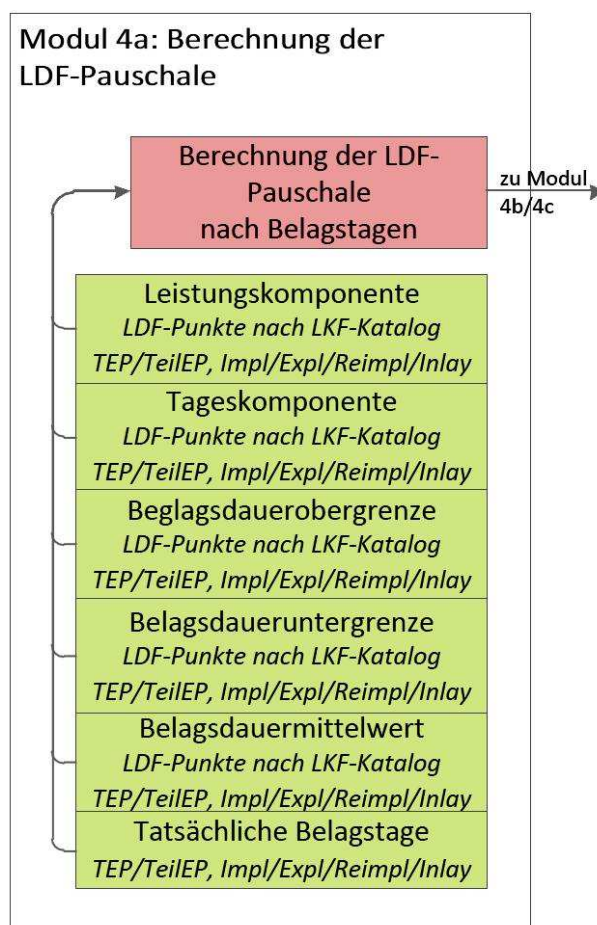 Modul 4a: Berechnung der
LDF-Pauschale
Berechnung der LDF-
Pauschale
nach Belagstagen
zu Modul
4b/4c
Leistungskomponente
LDF-Punkte nach LKF-Katalog
TEP/TeilEP, Impl/Expl/Reimpl/Inlay
Tageskomponente
LDF-Punkte nach LKF-Katalog
TEP/TeilEP, Impl/Expl/Reimpl/Inlay
Beglagsdauerobergrenze
LDF-Punkte nach LKF-Katalog
TEP/TeilEP, Impl/Expl/Reimpl/Inlay
Belagsdaueruntergrenze
LDF-Punkte nach LKF-Katalog
TEP/TeilEP, Impl/Expl/Reimpl/Inlay
Belagsdauermittelwert
LDF-Punkte nach LKF-Katalog
TEP/TeilEP, Impl/Expl/Reimpl/Inlay
Tatsächliche Belagstage
TEP/TeilEP, Impl/Expl/Reimpl/Inlay